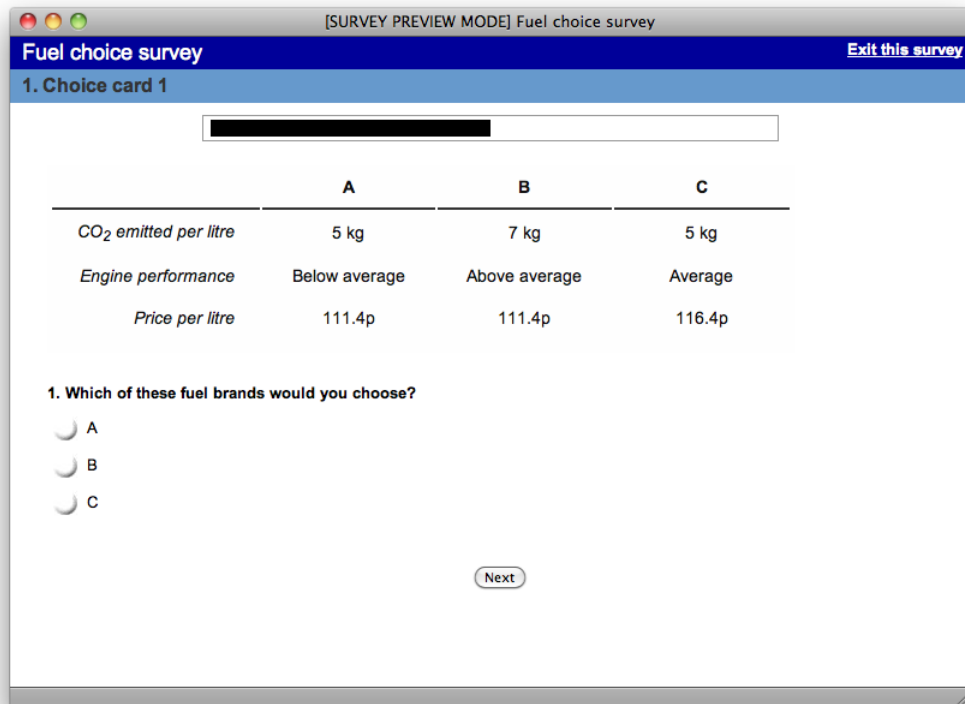 [SURVEY PREVIEW MODE] Fuel choice survey
Fuel choice survey Exit this survey
1. Choice card 1
A B C
CO₂ emitted per litre 5 kg 7 kg 5 kg
Engine performance Below average Above average Average
Price per litre 111.4p 111.4p 116.4p
1. Which of these fuel brands would you choose?
A
B
C
Next